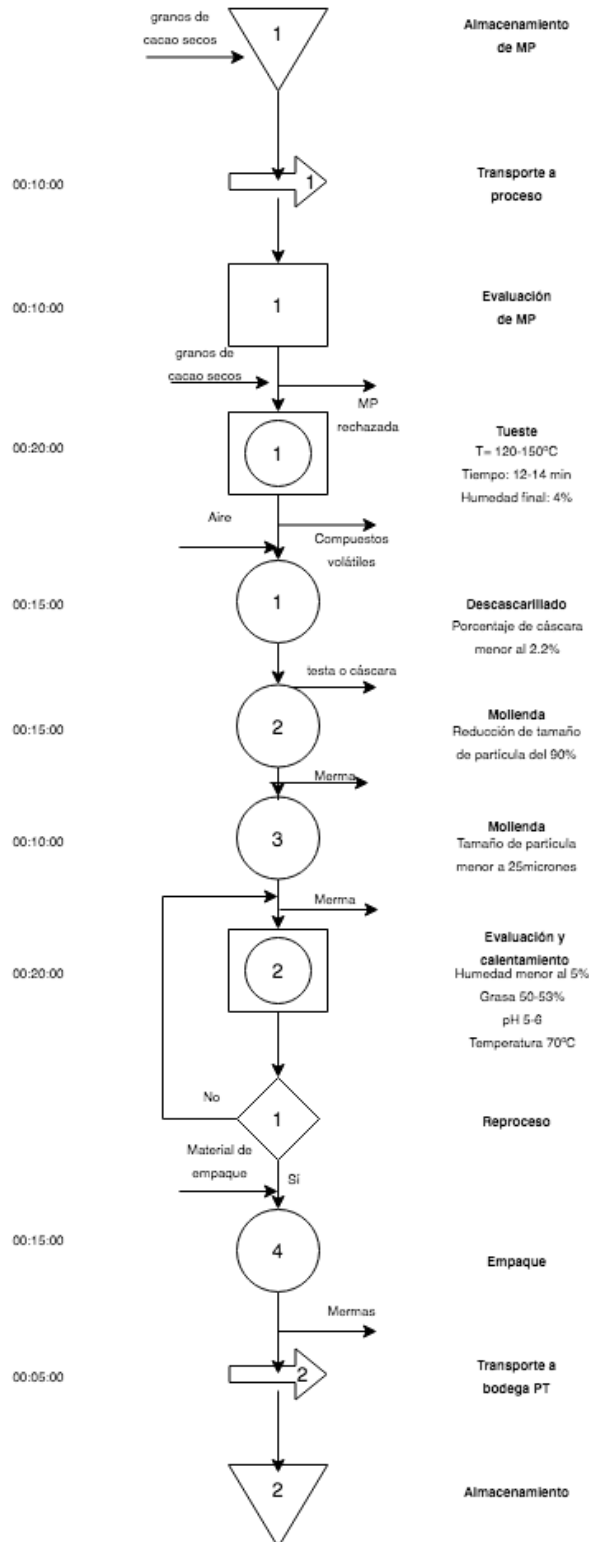 granos de
cacao secos
1
Almacenamiento
de MP
00:10:00
1
Transporte a
proceso
00:10:00
1
Evaluación
de MP
granos de
cacao secos
MP
rechazada
00:20:00
1
Tueste
T= 120-150ºC
Tiempo: 12-14 min
Humedad final: 4%
Aire
Compuestos
volátiles
00:15:00
1
Descascarillado
Porcentaje de cáscara
menor al 2.2%
testa o cáscara
00:15:00
2
Mollenda
Reducción de tamaño
de partícula del 90%
Merma
00:10:00
3
Mollenda
Tamaño de partícula
menor a 25micrones
Merma
00:20:00
2
Evaluación y
calentamiento
Humedad menor al 5%
Grasa 50-53%
pH 5-6
Temperatura 70ºC
No
1
Reproceso
Material de
empaque
Sí
00:15:00
4
Empaque
Mermas
00:05:00
2
Transporte a
bodega PT
2
Almacenamiento